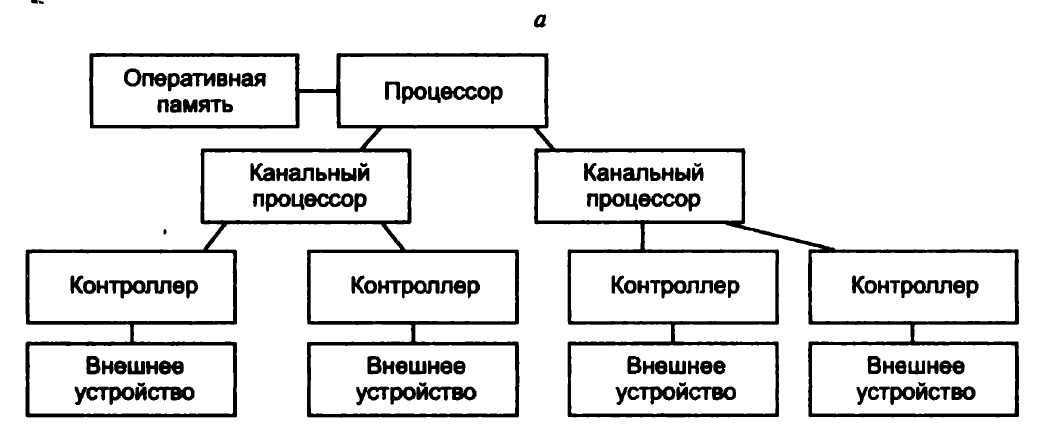 а
Оперативная
память
Процессор
Канальный
процессор
Канальный
процессор
Контроллер
Контроллер
Контроллер
Контроллер
Внешнее
устройство
Внешнее
устройство
Внешнее
устройство
Внешнее
устройство